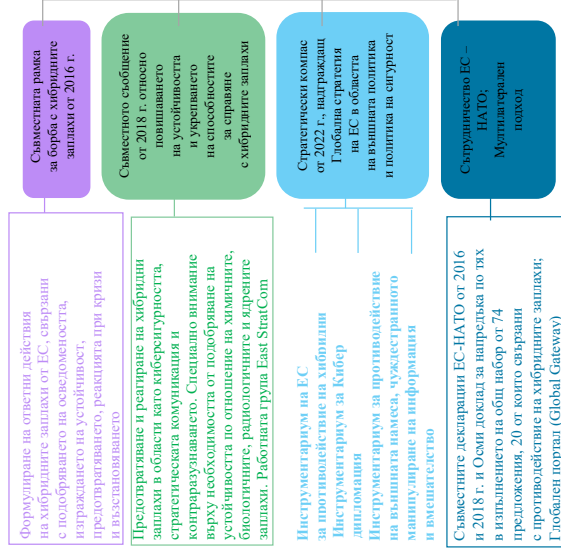 Съвместната рамка
за борба с хибридните
заплахи от 2016 г.
Формулиране на ответни действия
на хибридните заплахи от ЕС, свързани
с подобряването на осведомеността,
изграждането на устойчивост,
предотвратяването, реакцията при кризи
и възстановяването
Съвместното съобщение
от 2018 г. относно
повишаването
на устойчивостта
и укрепването
на способностите
за справяне
с хибридните заплахи
Предотвратяване и реагиране на хибридни
заплахи в области като киберсигурността,
стратегическата комуникация и
контраразузнаването. Специално внимание
върху необходимостта от подобряване на
устойчивостта по отношение на химичните,
биологичните, радиологичните и ядрените
заплахи. Работната група East StratCom
Стратегически компас
от 2022 г., надграждащ
Глобална стратегия
на ЕС в областта
на външната политика
и политика на сигурност
Инструментариум на ЕС
за противодействие на хибридни
Инструментариум за Кибер
дипломация
Инструментариум за противодействие
на външната намеса, чуждестранното
манипулиране на информация
и вмешателство
Сътрудничество ЕС –
НАТО;
Мултилатерален
подход
Съвместните декларации ЕС-НАТО от 2016
и 2018 г. и Осми доклад за напредъка по тях
в изпълнението на общ набор от 74
предложения, 20 от които свързани
с противодействие на хибридните заплахи;
Глобален портал (Global Gateway)